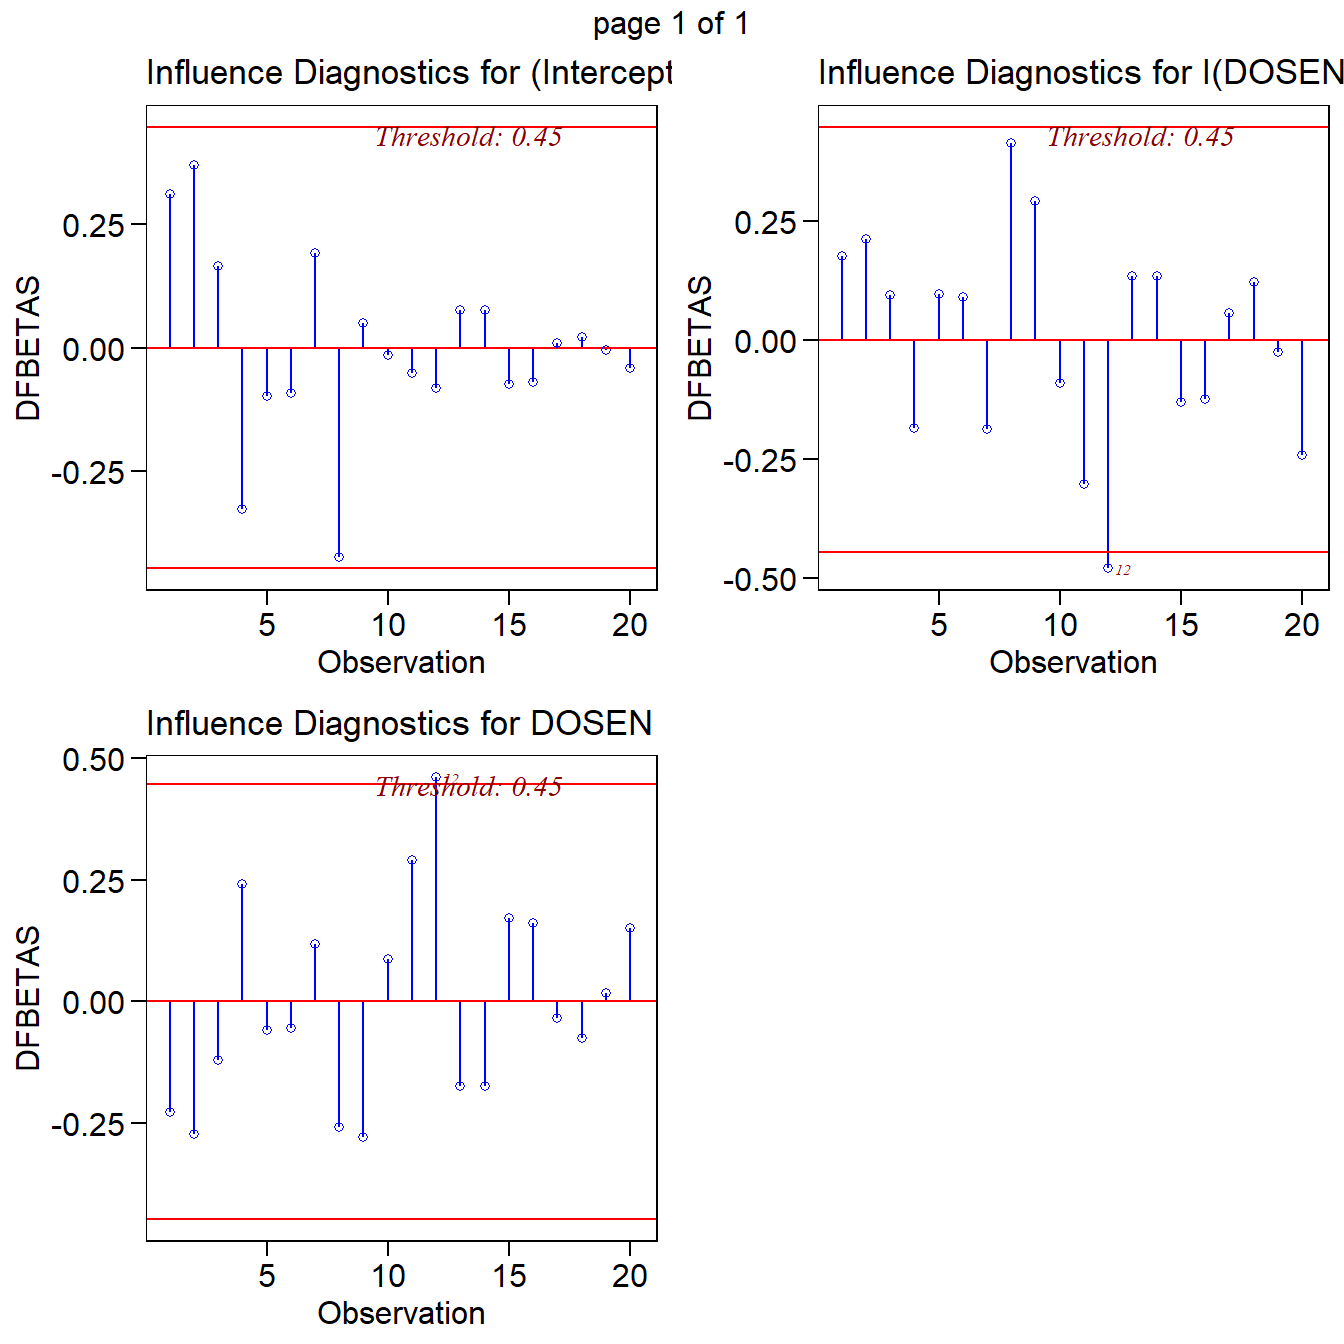 page 1 of 1
Influence Diagnostics for (Intercept
Threshold: 0.45
DFBETAS
0.25
0.00
-0.25
5 10 15 20
Observation
Influence Diagnostics for I(DOSEN
Threshold: 0.45
DFBETAS
0.25
0.00
-0.25
-0.50
12
5 10 15 20
Observation
Influence Diagnostics for DOSEN
12
Threshold: 0.45
DFBETAS
0.50
0.25
0.00
-0.25
5 10 15 20
Observation